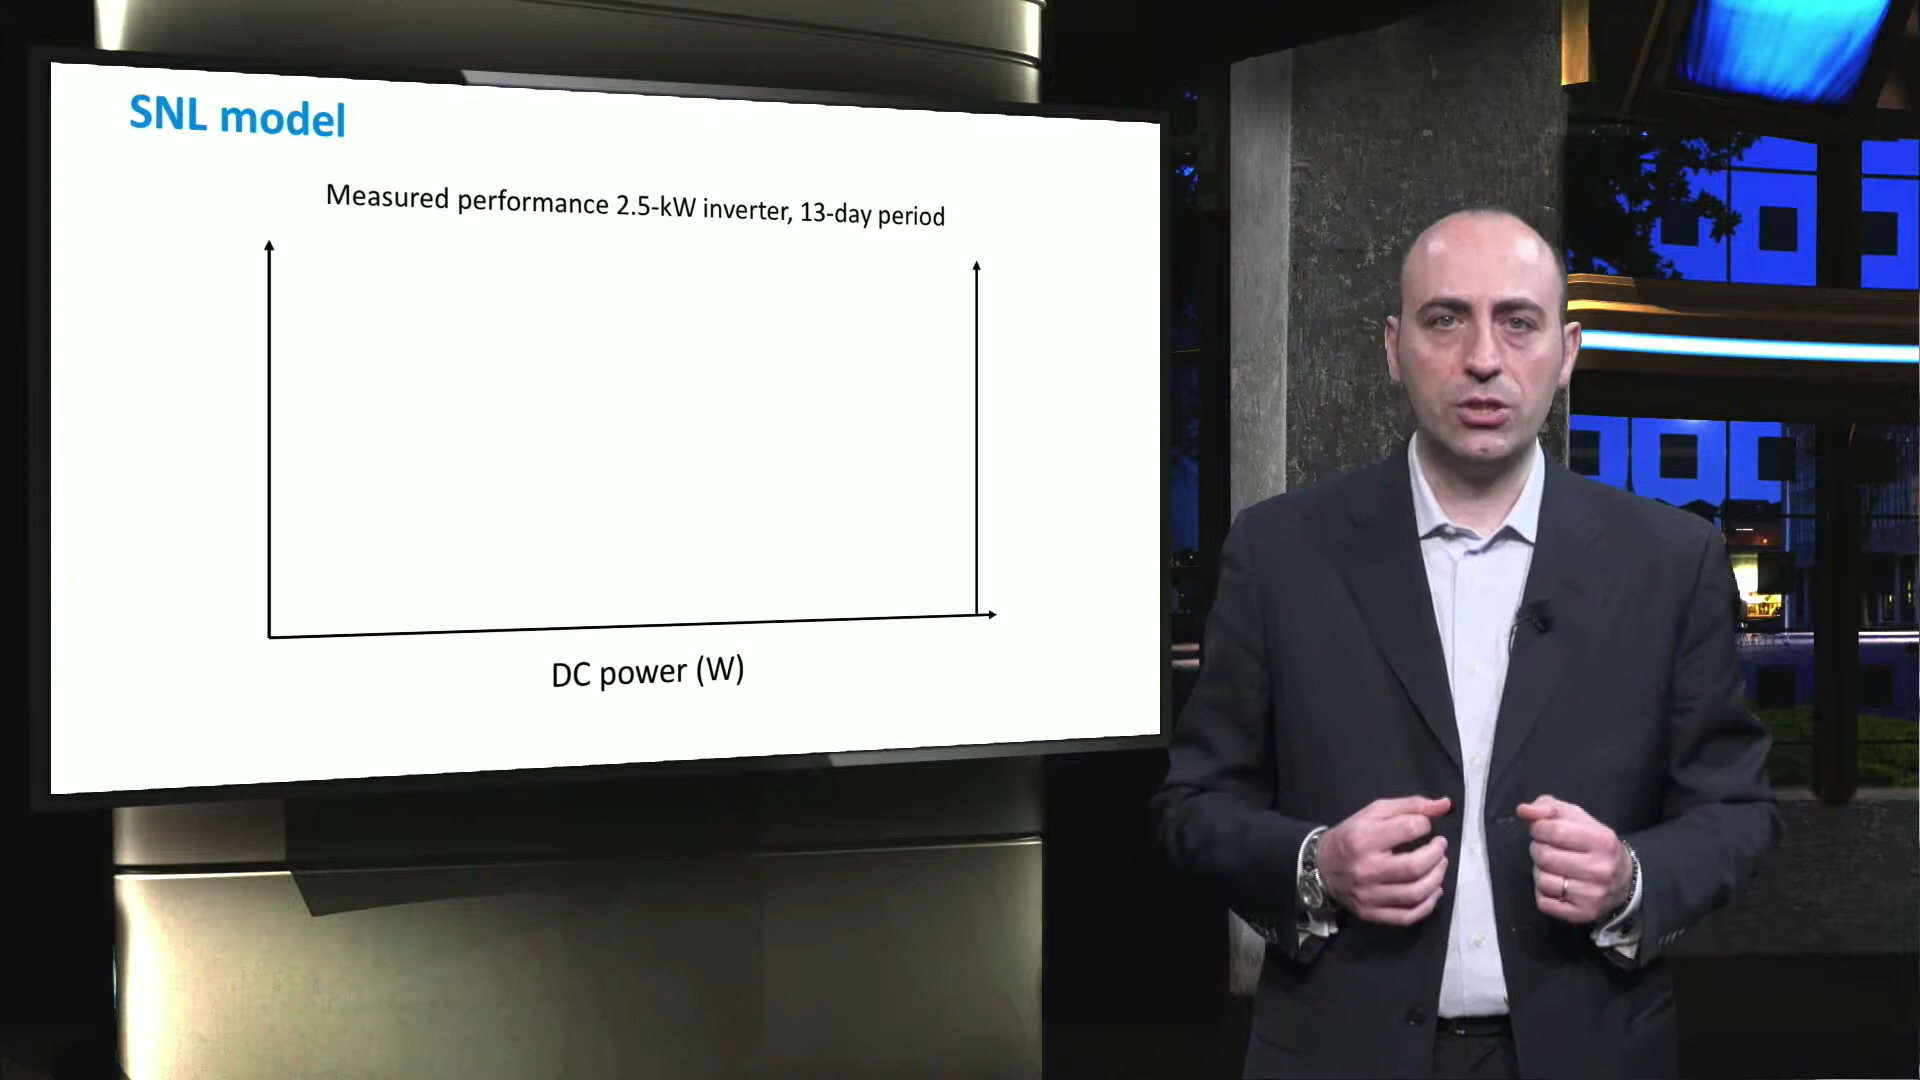 SNL model
Measured performance 2.5-kW inverter, 13-day period
DC power (W)